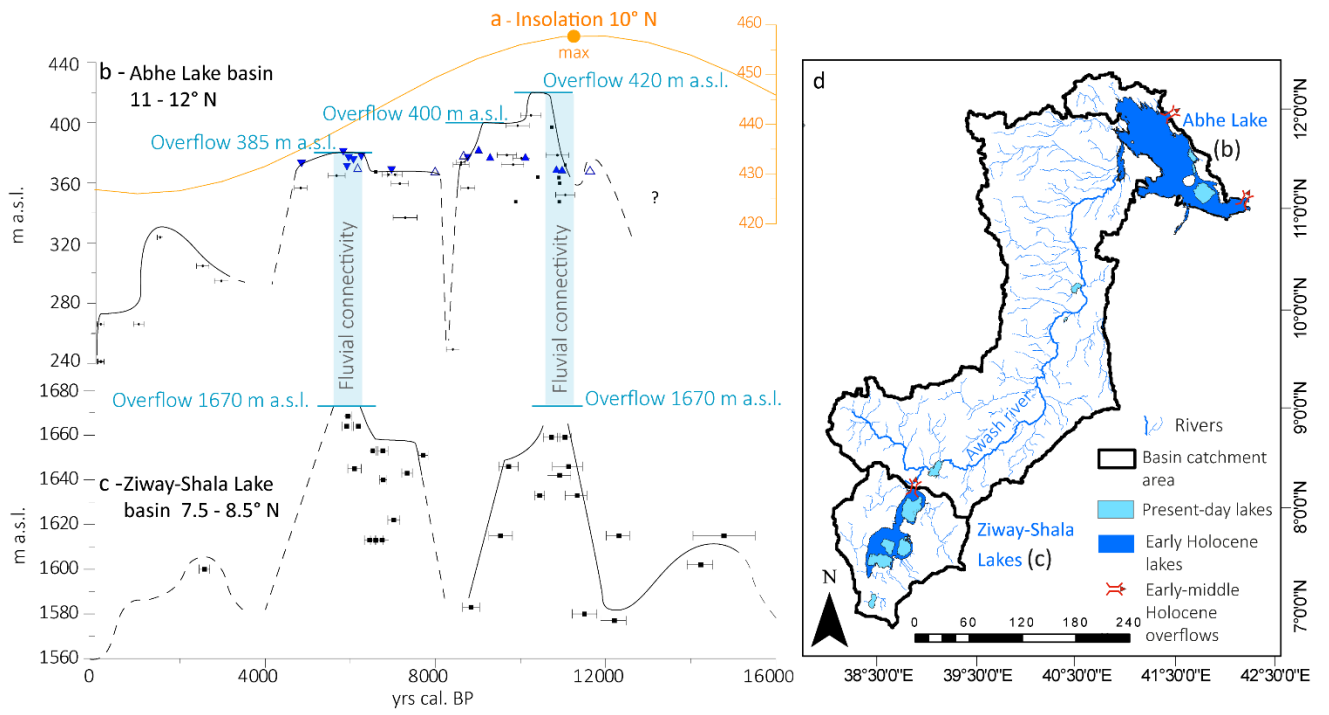 a - Insolation 10° N
max
460
450
440
430
420
b - Abhe Lake basin
11 - 12° N
Overflow 420 m a.s.l.
Overflow 400 m a.s.l.
Overflow 385 m a.s.l.
440
400
360
320
280
240
m a.s.l.
?
Fluvial connectivity
Fluvial connectivity
Overflow 1670 m a.s.l.
Overflow 1670 m a.s.l.
1680
1660
1640
1620
1600
1580
1560
m a.s.l.
c -Ziway-Shala Lake
basin 7.5 - 8.5° N
0
4000
8000
12000
16000
yrs cal. BP
d
Abhe Lake
(b)
Awash river
Ziway-Shala
Lakes (c)
N
Rivers
Basin catchment
area
Present-day lakes
Early Holocene
lakes
Early-middle
Holocene
overflows
0 60 120 180 240
12°0'0"N
11°0'0"N
10°0'0"N
9°0'0"N
8°0'0"N
7°0'0"N
38°30'0"E
39°30'0"E
40°30'0"E
41°30'0"E
42°30'0"E